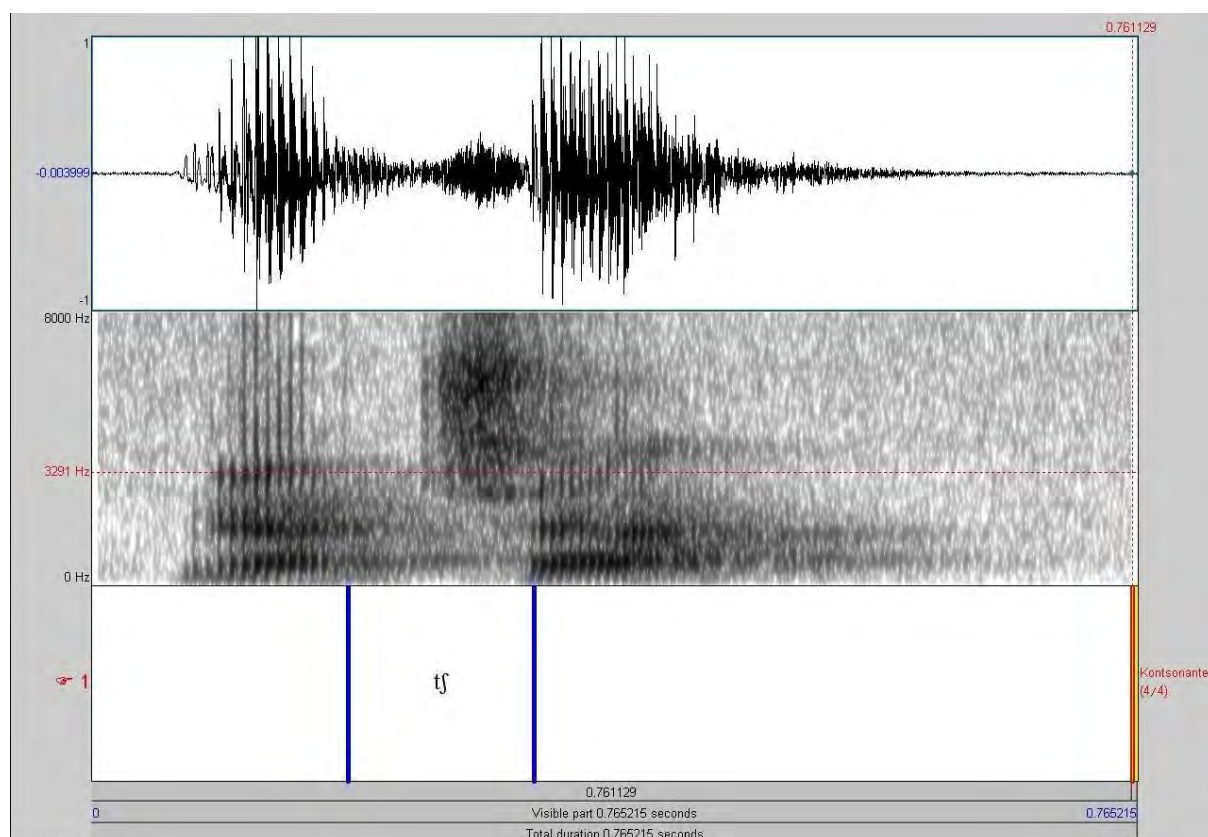 0.761129
1
-0.003999
-1
8000 Hz
3291 Hz
0 Hz
☞ 1
tʃ
Kontsonante
(4/4)
0.761129
0 Visible part 0.765215 seconds 0.765215
Total duration 0.765215 seconds